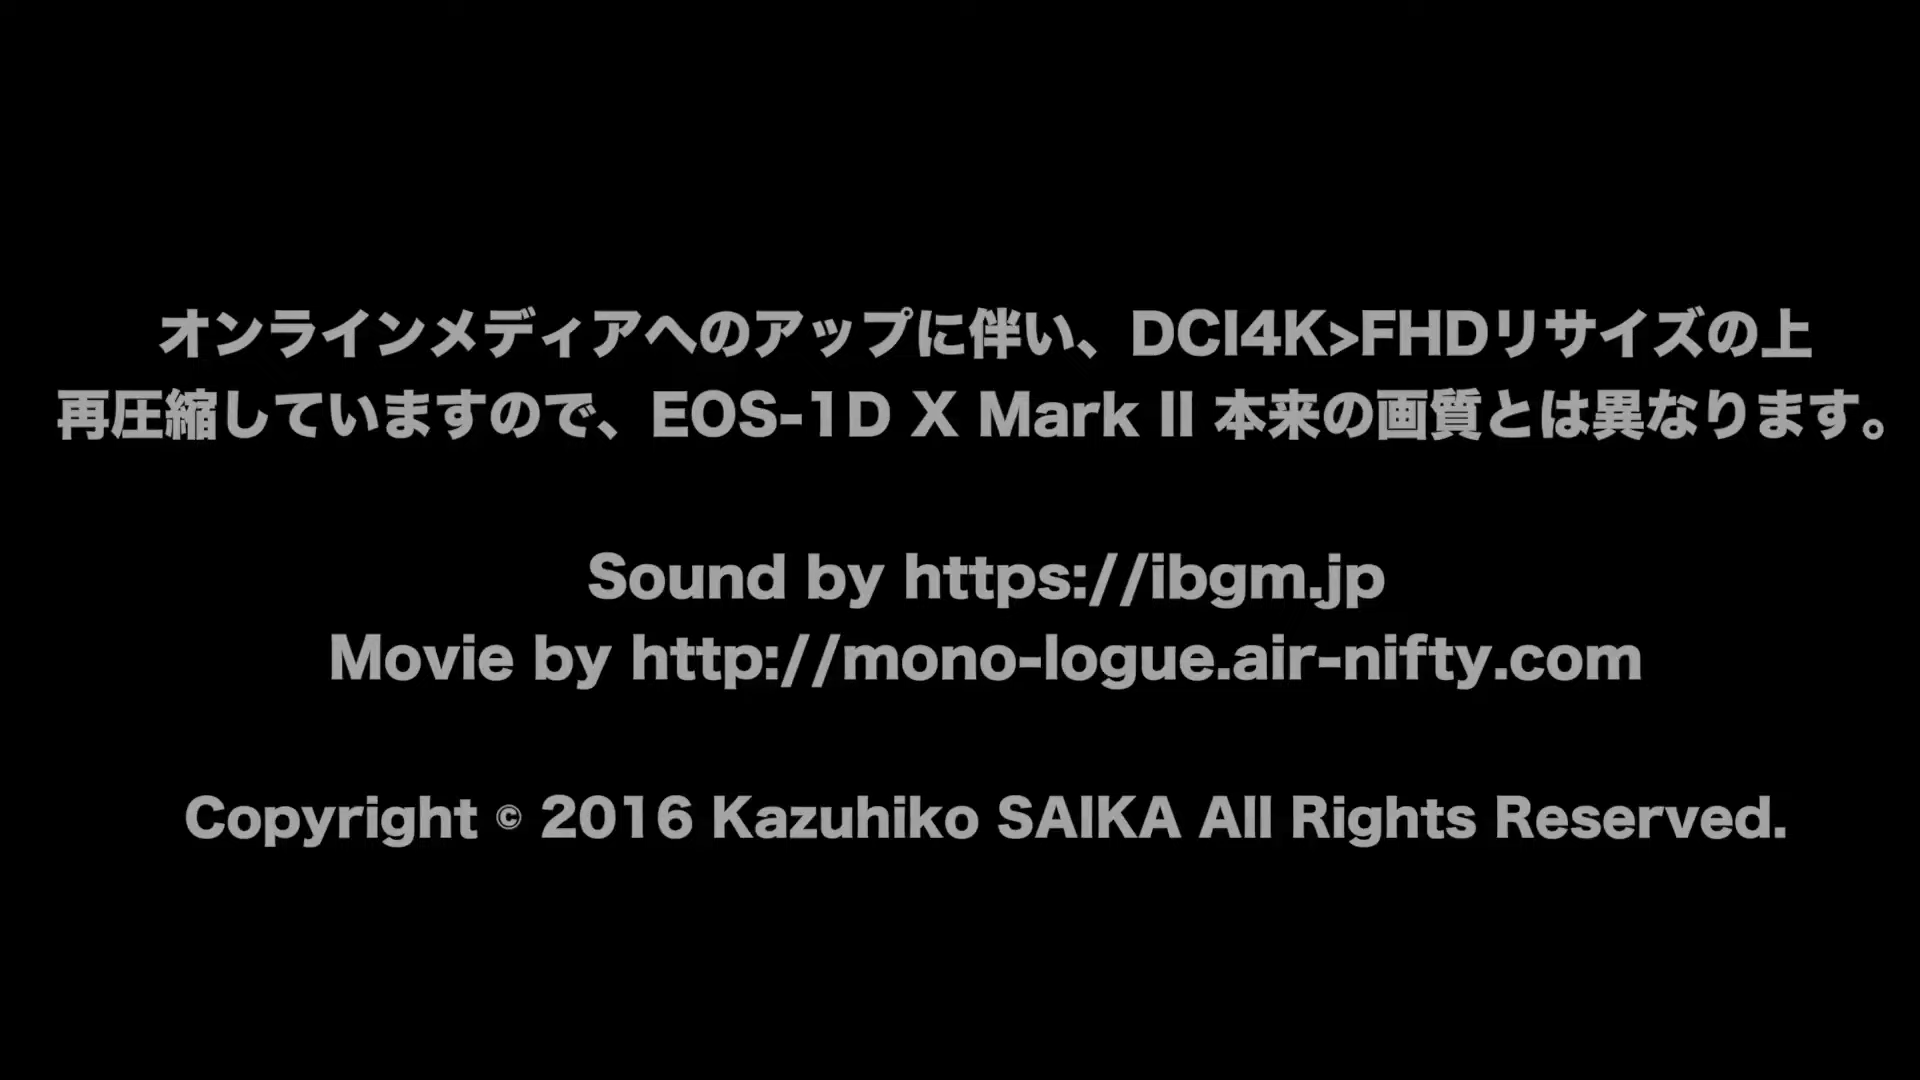 オンラインメディアへのアップに伴い、DCI4K>FHDリサイズの上
再圧縮していますので、EOS-1D X Mark II 本来の画質とは異なります。
Sound by https://ibgm.jp
Movie by http://mono-logue.air-nifty.com
Copyright © 2016 Kazuhiko SAIKA All Rights Reserved.